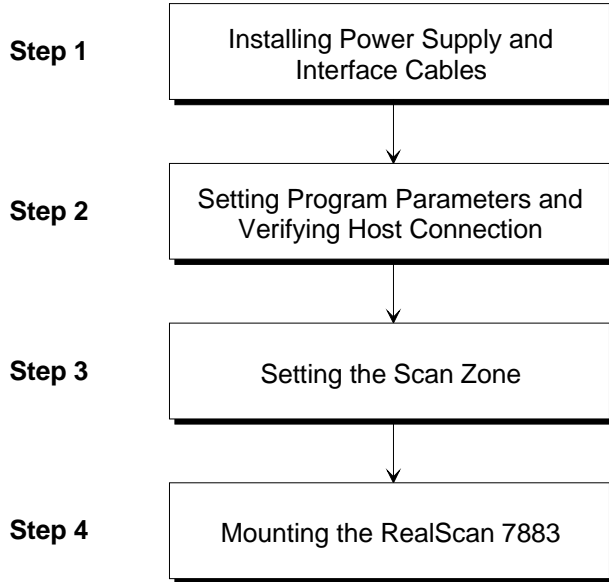 Step 1
Installing Power Supply and
Interface Cables
Step 2
Setting Program Parameters and
Verifying Host Connection
Step 3
Setting the Scan Zone
Step 4
Mounting the RealScan 7883